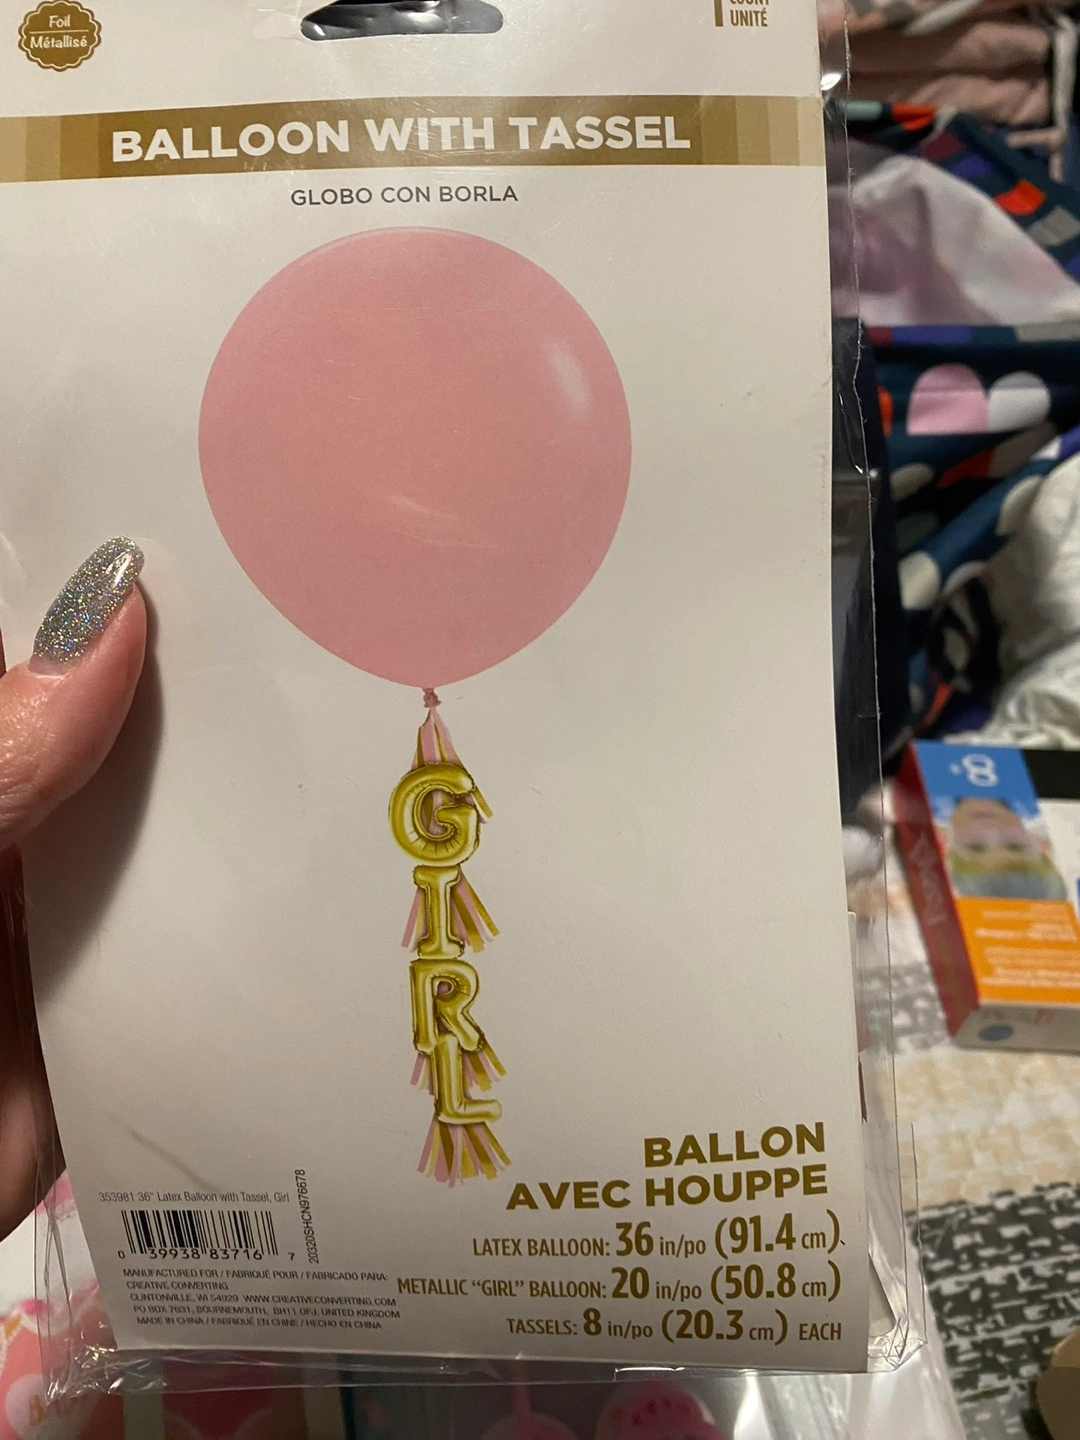 Foil
Métallisé
UNITÉ
BALLOON WITH TASSEL
GLOBO CON BORLA
GIRL
BALLON
AVEC HOUPPE
LATEX BALLOON: 36 in/po (91.4 cm)
METALLIC "GIRL" BALLOON: 20 in/po (50.8 cm)
TASSELS: 8 in/po (20.3 cm) EACH
353981 36" Latex Balloon with Tassel, Girl
20320SHCN976678
0 39938 83716 7
MANUFACTURED FOR / FABRIQUÉ POUR / FABRICADO PARA:
CREATIVE CONVERTING
CLINTONVILLE, WI 54929 WWW.CREATIVECONVERTING.COM
PO BOX 7631, BOURNEMOUTH, BH11 OFJ, UNITED KINGDOM
MADE IN CHINA / FABRIQUÉ EN CHINE / HECHO EN CHINA
8+